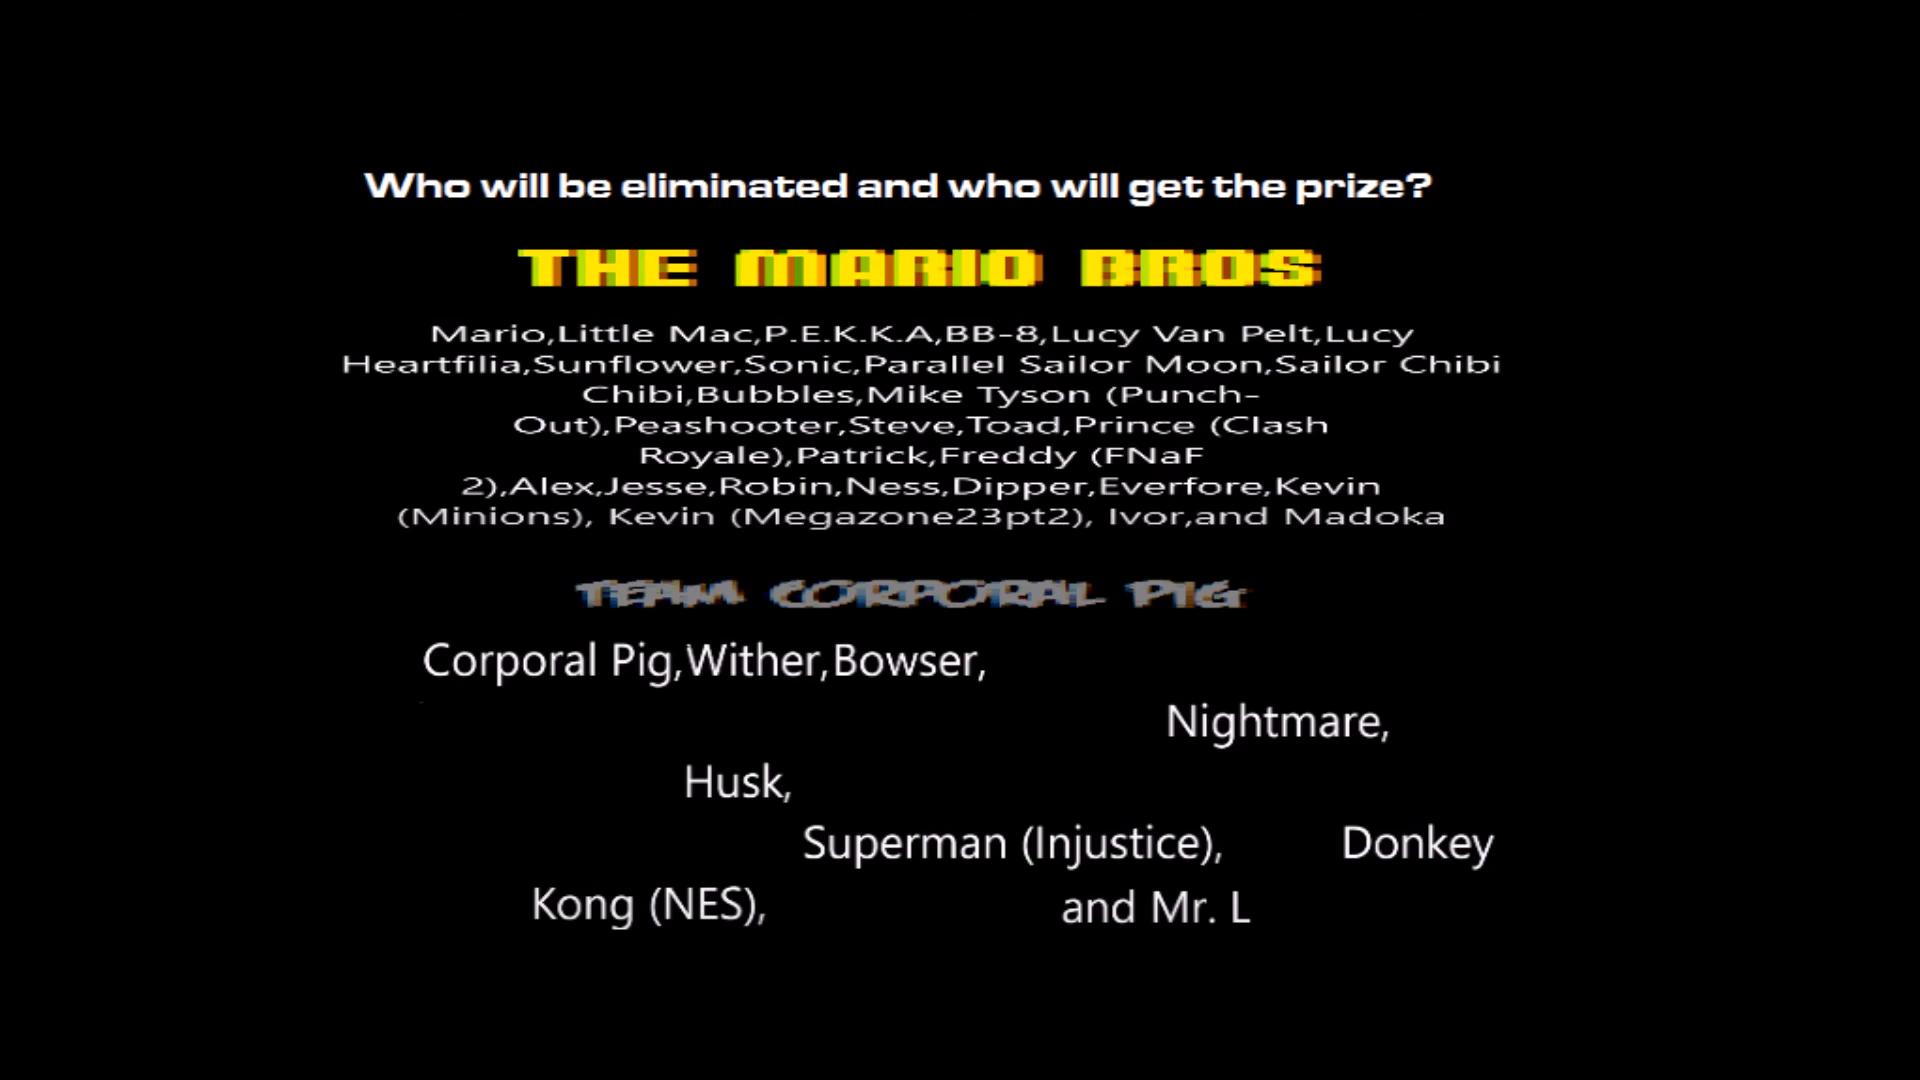 Who will be eliminated and who will get the prize?
THE MARIO BROS
Mario,Little Mac,P.E.K.K.A,BB-8,Lucy Van Pelt,Lucy
Heartfilia,Sunflower,Sonic,Parallel Sailor Moon,Sailor Chibi
Chibi,Bubbles,Mike Tyson (Punch-
Out),Peashooter,Steve,Toad,Prince (Clash
Royale),Patrick,Freddy (FNaF
2),Alex,Jesse,Robin,Ness,Dipper,Everfore,Kevin
(Minions), Kevin (Megazone23pt2), Ivor,and Madoka
TEAM CORPORAL PIG
Corporal Pig,Wither,Bowser,
Nightmare,
Husk,
Superman (Injustice), Donkey
Kong (NES), and Mr. L